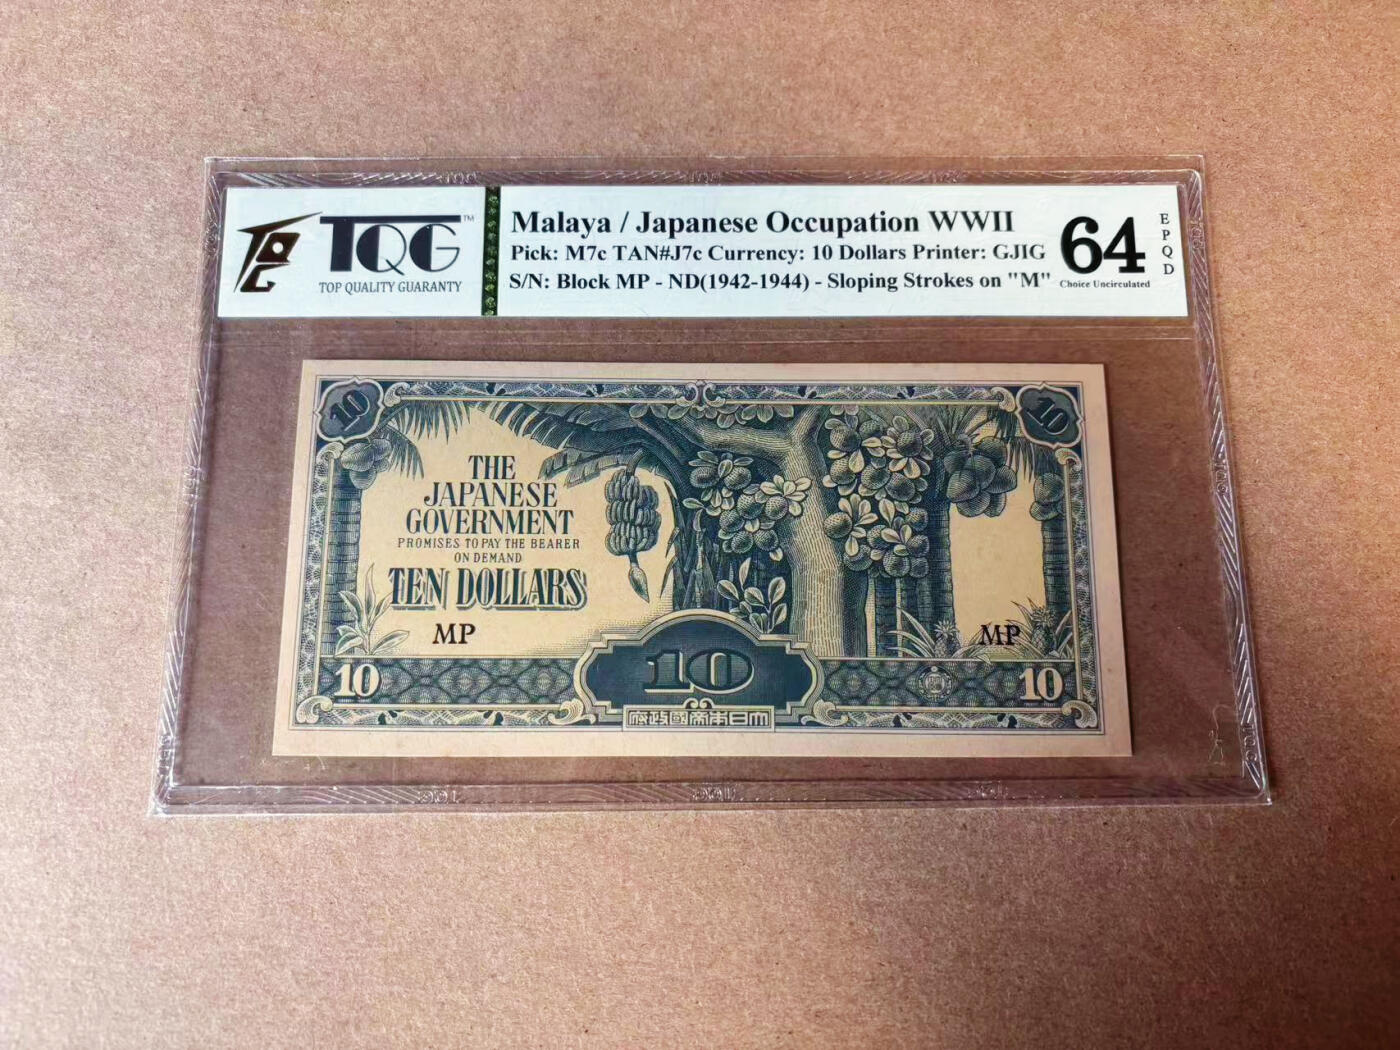 TQG™
TOP QUALITY GUARANTY
Malaya / Japanese Occupation WWII
Pick: M7c TAN#J7c Currency: 10 Dollars Printer: GJIG
S/N: Block MP - ND(1942-1944) - Sloping Strokes on "M"
64
EPQD
Choice Uncirculated
10
10
THE
JAPANESE
GOVERNMENT
PROMISES TO PAY THE BEARER
ON DEMAND
TEN DOLLARS
MP
MP
10
10
10
府政國帝本日大